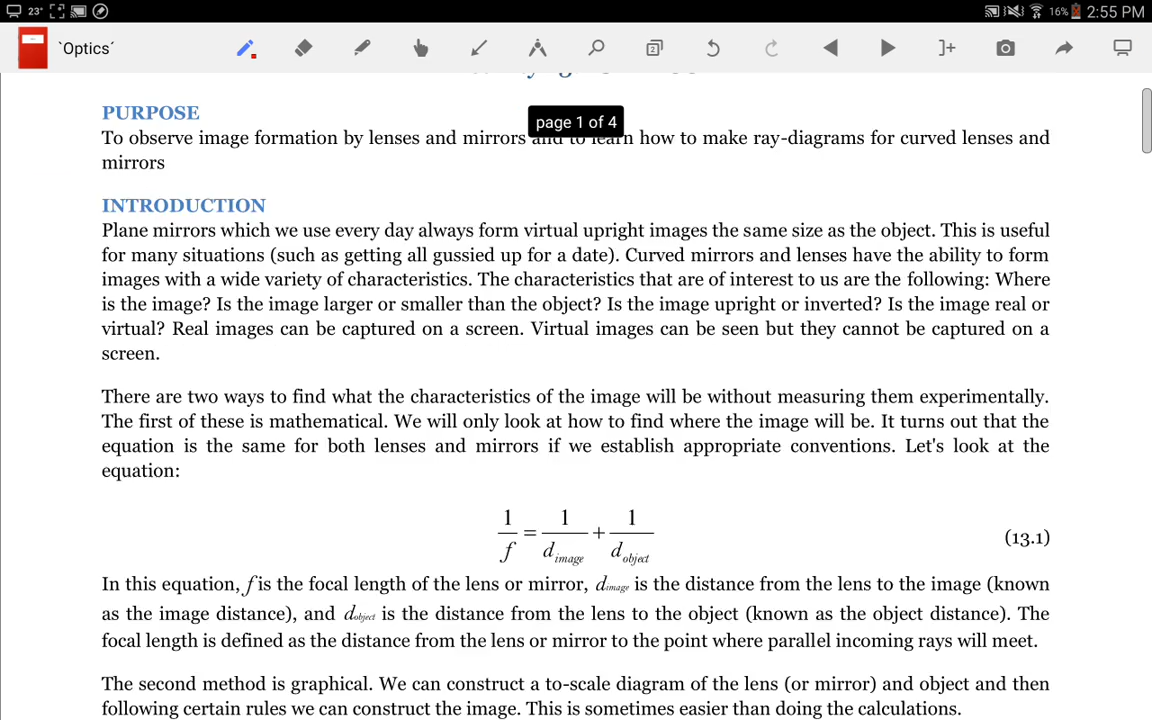 23°
16% 2:55 PM
`Optics´
2
page 1 of 4
PURPOSE
To observe image formation by lenses and mirrors and to learn how to make ray-diagrams for curved lenses and
mirrors
INTRODUCTION
Plane mirrors which we use every day always form virtual upright images the same size as the object. This is useful
for many situations (such as getting all gussied up for a date). Curved mirrors and lenses have the ability to form
images with a wide variety of characteristics. The characteristics that are of interest to us are the following: Where
is the image? Is the image larger or smaller than the object? Is the image upright or inverted? Is the image real or
virtual? Real images can be captured on a screen. Virtual images can be seen but they cannot be captured on a
screen.
There are two ways to find what the characteristics of the image will be without measuring them experimentally.
The first of these is mathematical. We will only look at how to find where the image will be. It turns out that the
equation is the same for both lenses and mirrors if we establish appropriate conventions. Let's look at the
equation:
1/f = 1/d_image + 1/d_object (13.1)
In this equation, f is the focal length of the lens or mirror, d_image is the distance from the lens to the image (known
as the image distance), and d_object is the distance from the lens to the object (known as the object distance). The
focal length is defined as the distance from the lens or mirror to the point where parallel incoming rays will meet.
The second method is graphical. We can construct a to-scale diagram of the lens (or mirror) and object and then
following certain rules we can construct the image. This is sometimes easier than doing the calculations.